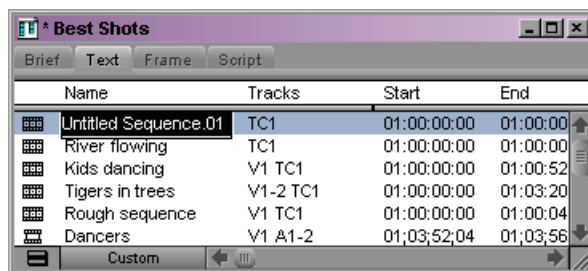 * Best Shots
Brief Text Frame Script
Name Tracks Start End
Untitled Sequence.01 TC1 01:00:00:00 01:00:00
River flowing TC1 01:00:00:00 01:00:00
Kids dancing V1 TC1 01:00:00:00 01:00:52
Tigers in trees V1-2 TC1 01:00:00:00 01:03:20
Rough sequence V1 TC1 01:00:00:00 01:00:04
Dancers V1 A1-2 01;03;52;04 01;03;56
Custom